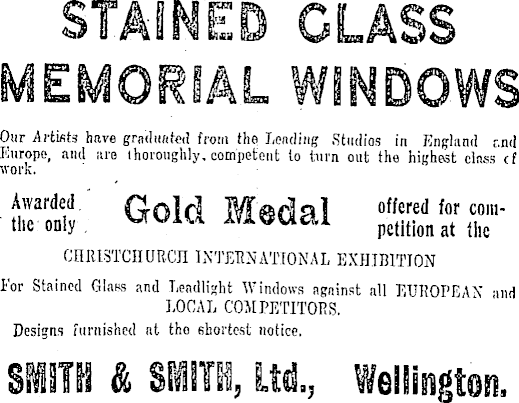 STAINED GLASS
MEMORIAL WINDOWS
Our Artists have graduated from the Leading Studios in England and
Europe, and are thoroughly competent to turn out the highest class of
work.
Awarded the only Gold Medal offered for competition at the
CHRISTCHURCH INTERNATIONAL EXHIBITION
For Stained Glass and Leadlight Windows against all EUROPEAN and
LOCAL COMPETITORS.
Designs furnished at the shortest notice.
SMITH & SMITH, Ltd., Wellington.